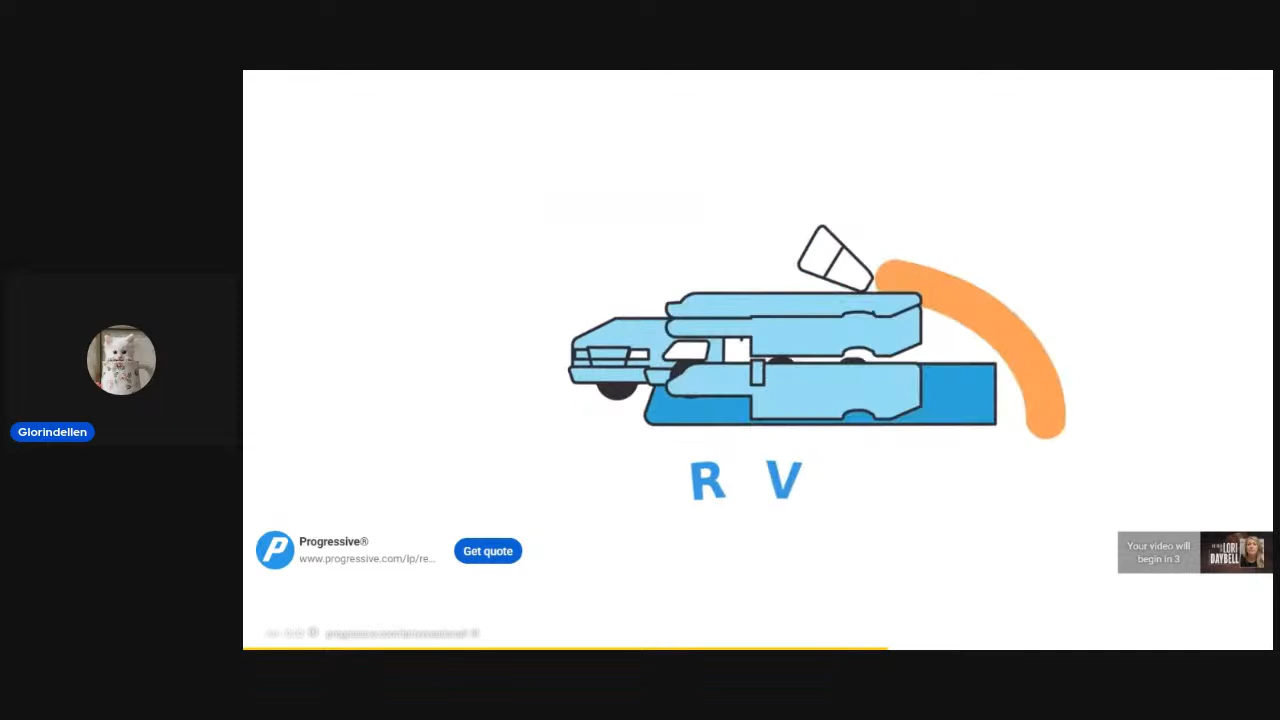 Glorindellen
R V
Progressive®
www.progressive.com/lp/re...
Get quote
Your video will
begin in 3
LORI
DAYBELL